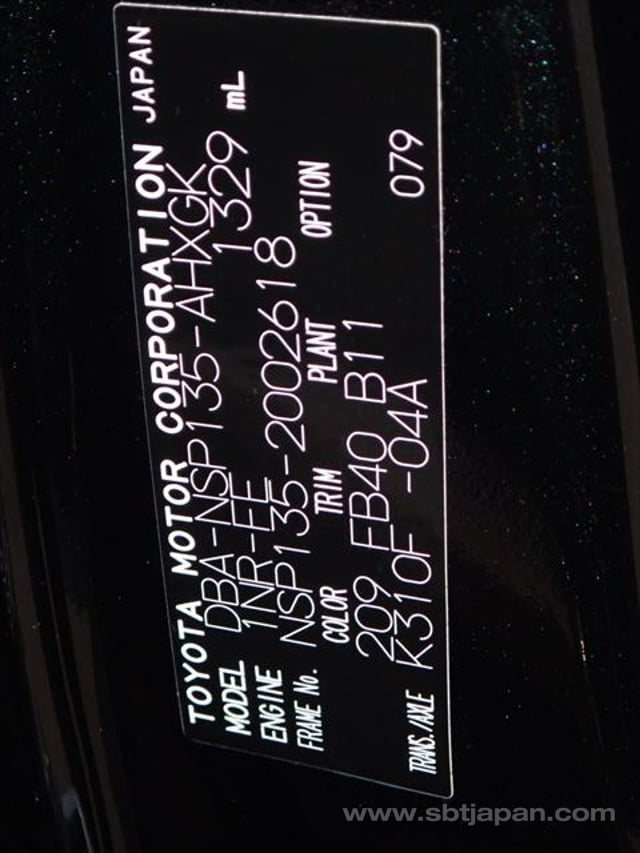 TOYOTA MOTOR CORPORATION JAPAN
MODEL DBA-NSP135-AHXGK
ENGINE 1NR-FE 1329 mL
FRAME No. NSP135-2002618
COLOR TRIM PLANT OPTION
209 FB40 B11
TRANS./AXLE K310F -04A 079
www.sbtjapan.com